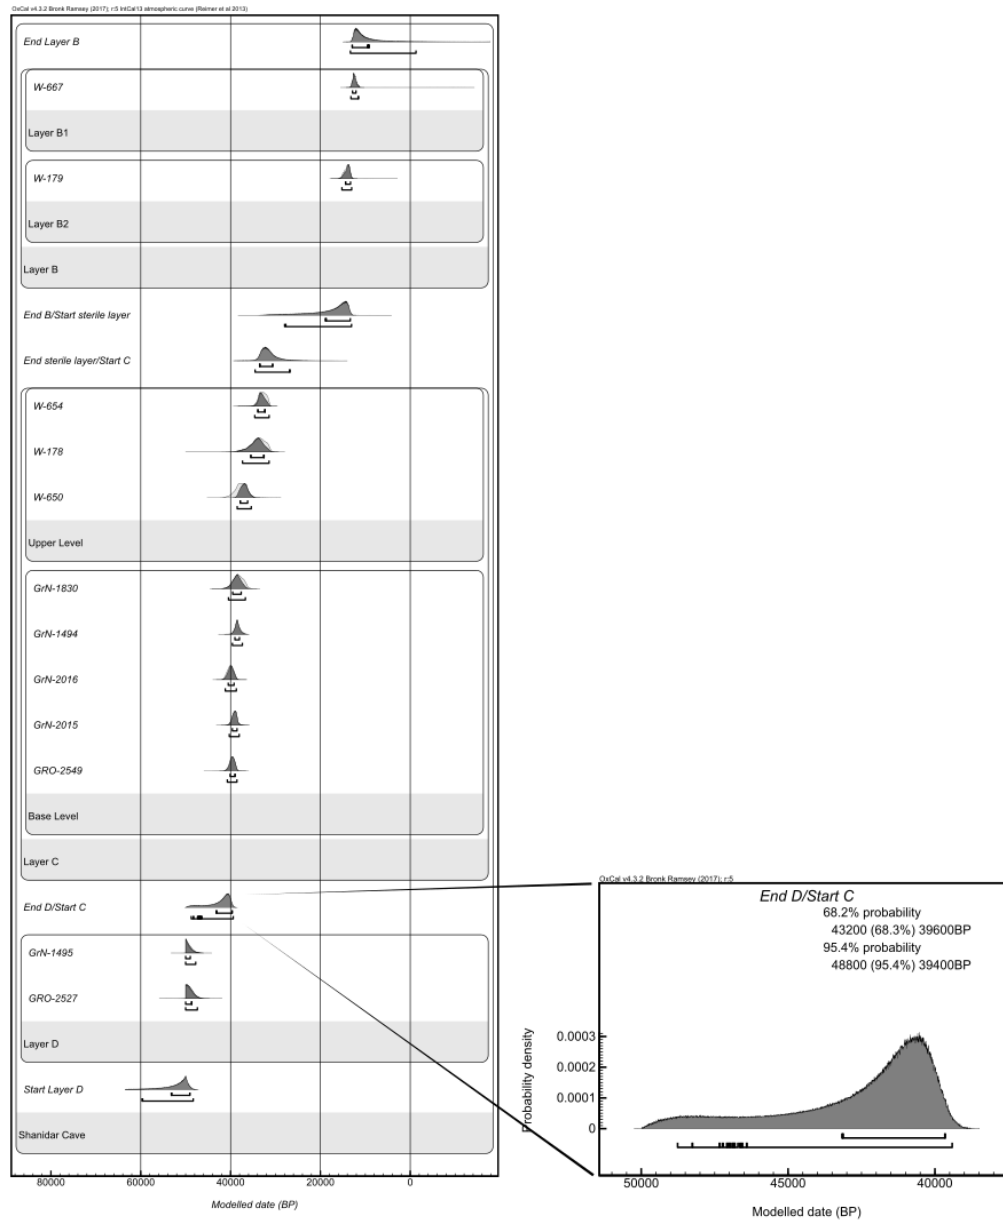 OxCal v4.3.2 Bronk Ramsey (2017); r:5 IntCal13 atmospheric curve (Reimer et al 2013)
End Layer B
W-667
Layer B1
W-179
Layer B2
Layer B
End B/Start sterile layer
End sterile layer/Start C
W-654
W-178
W-650
Upper Level
GrN-1830
GrN-1494
GrN-2016
GrN-2015
GRO-2549
Base Level
Layer C
End D/Start C
GrN-1495
GRO-2527
Layer D
Start Layer D
Shanidar Cave
80000 60000 40000 20000 0
Modelled date (BP)
OxCal v4.3.2 Bronk Ramsey (2017); r:5
End D/Start C
68.2% probability
43200 (68.3%) 39600BP
95.4% probability
48800 (95.4%) 39400BP
Probability density
0.0003
0.0002
0.0001
0
50000 45000 40000
Modelled date (BP)